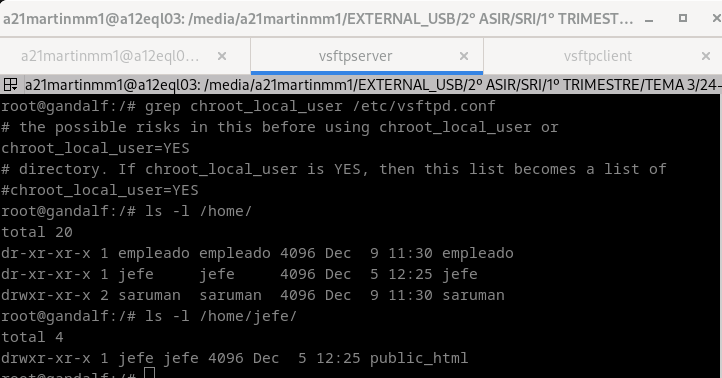 a21martinmm1@a12eql03: /media/a21martinmm1/EXTERNAL_USB/2º ASIR/SRI/1º TRIMEST...
a21martinmm1@a12eql0... × vsftpserver × vsftpclient ×
a21martinmm1@a12eql03: /media/a21martinmm1/EXTERNAL_USB/2º ASIR/SRI/1º TRIMESTRE/TEMA 3/24-
root@gandalf:/# grep chroot_local_user /etc/vsftpd.conf
# the possible risks in this before using chroot_local_user or
chroot_local_user=YES
# directory. If chroot_local_user is YES, then this list becomes a list of
#chroot_local_user=YES
root@gandalf:/# ls -l /home/
total 20
dr-xr-xr-x 1 empleado empleado 4096 Dec  9 11:30 empleado
dr-xr-xr-x 1 jefe     jefe     4096 Dec  5 12:25 jefe
drwxr-xr-x 2 saruman  saruman  4096 Dec  9 11:30 saruman
root@gandalf:/# ls -l /home/jefe/
total 4
drwxr-xr-x 1 jefe jefe 4096 Dec  5 12:25 public_html
root@gandalf:/#